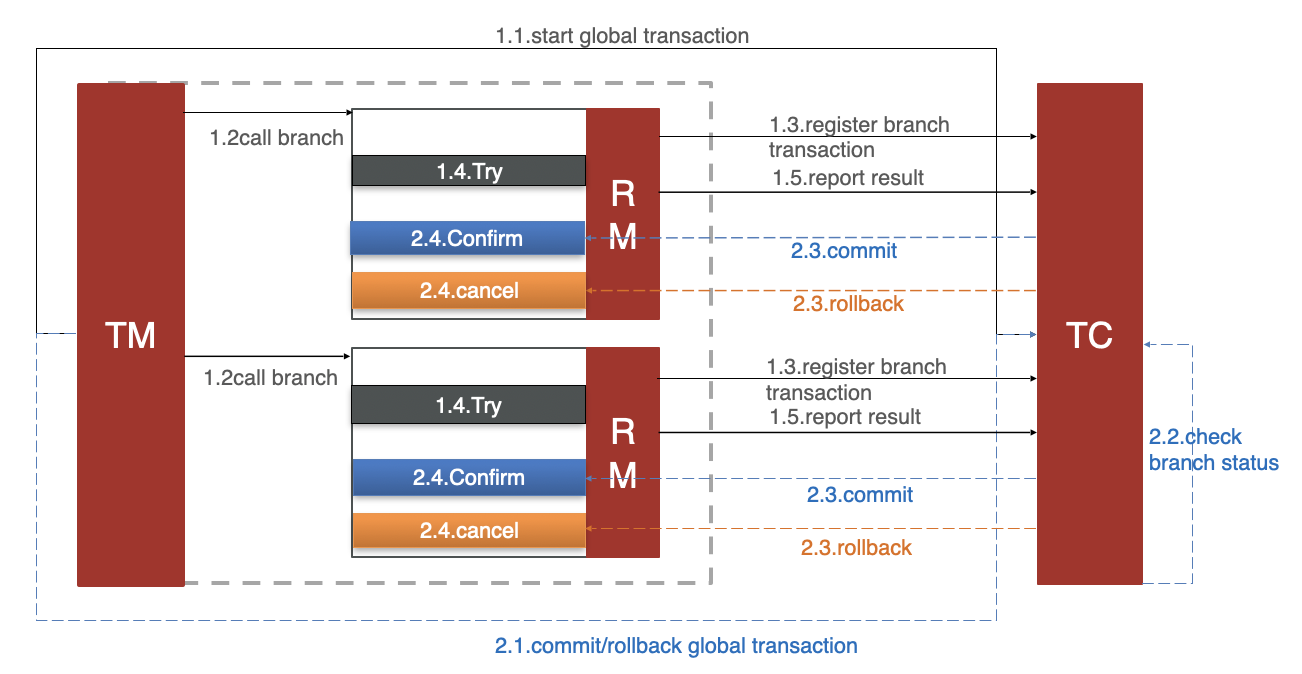 1.1.start global transaction
1.2call branch
1.4.Try
2.4.Confirm
2.4.cancel
R
M
1.3.register branch
transaction
1.5.report result
2.3.commit
2.3.rollback
TM
TC
1.2call branch
1.4.Try
2.4.Confirm
2.4.cancel
R
M
1.3.register branch
transaction
1.5.report result
2.3.commit
2.3.rollback
2.2.check
branch status
2.1.commit/rollback global transaction